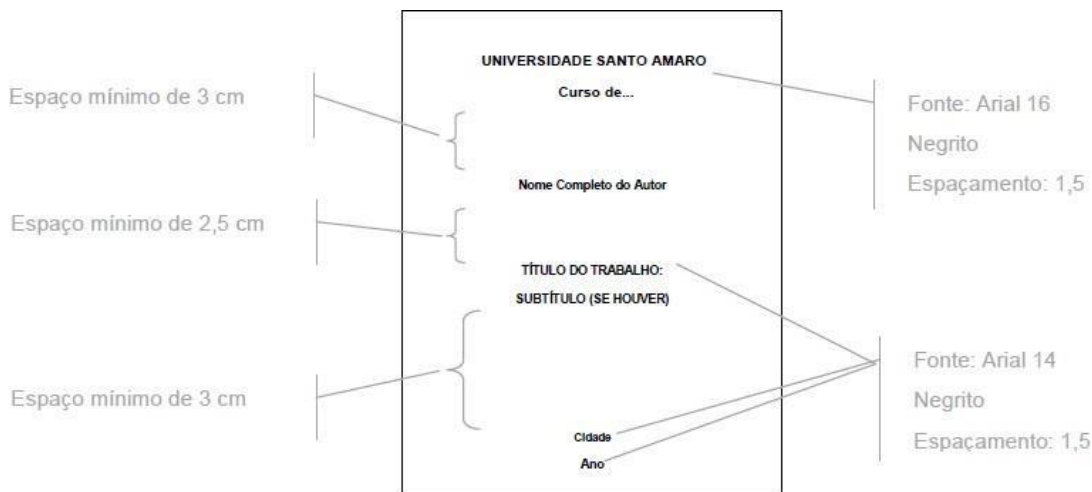 UNIVERSIDADE SANTO AMARO
Curso de...
Espaço mínimo de 3 cm
Fonte: Arial 16
Negrito
Espaçamento: 1,5
Nome Completo do Autor
Espaço mínimo de 2,5 cm
TÍTULO DO TRABALHO:
SUBTÍTULO (SE HOUVER)
Fonte: Arial 14
Negrito
Espaçamento: 1,5
Espaço mínimo de 3 cm
Cidade
Ano